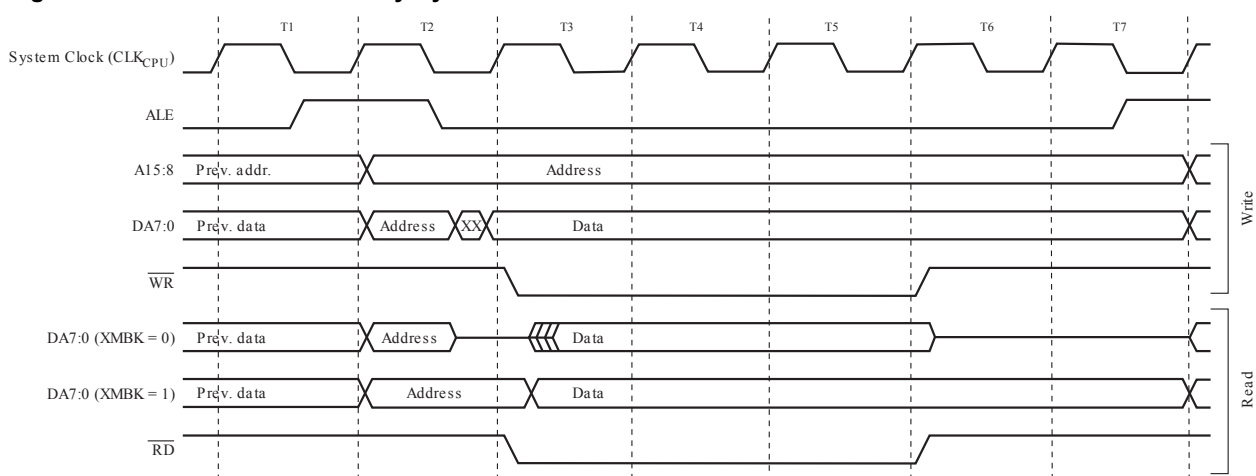 T1 T2 T3 T4 T5 T6 T7
System Clock (CLKCPU)
ALE
A15:8 Prev. addr. Address
DA7:0 Prev. data Address XX Data
WR
Write
DA7:0 (XMBK = 0) Prev. data Address Data
DA7:0 (XMBK = 1) Prev. data Address Data
RD
Read